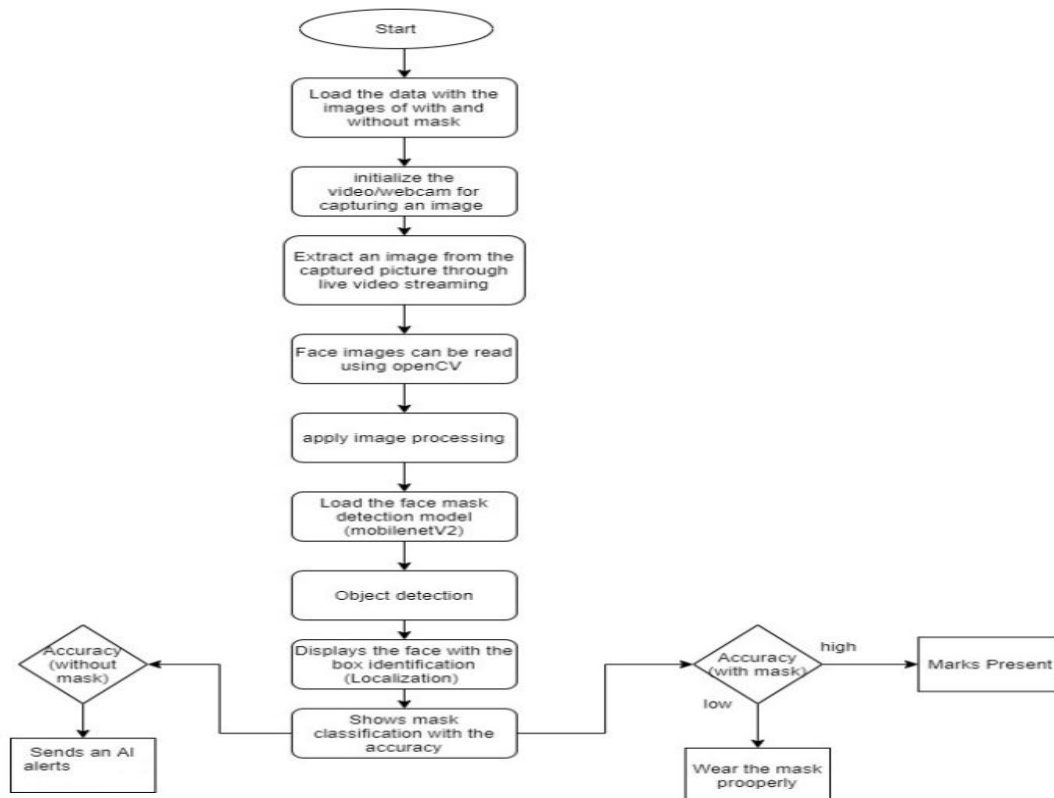 Start
Load the data with the
images of with and
without mask
initialize the
video/webcam for
capturing an image
Extract an image from the
captured picture through
live video streaming
Face images can be read
using openCV
apply image processing
Load the face mask
detection model
(mobilenetV2)
Object detection
Displays the face with the
box identification
(Localization)
Shows mask
classification with the
accuracy
Accuracy
(without
mask)
Sends an AI
alerts
Accuracy
(with mask)
high
Marks Present
low
Wear the mask
prooperly